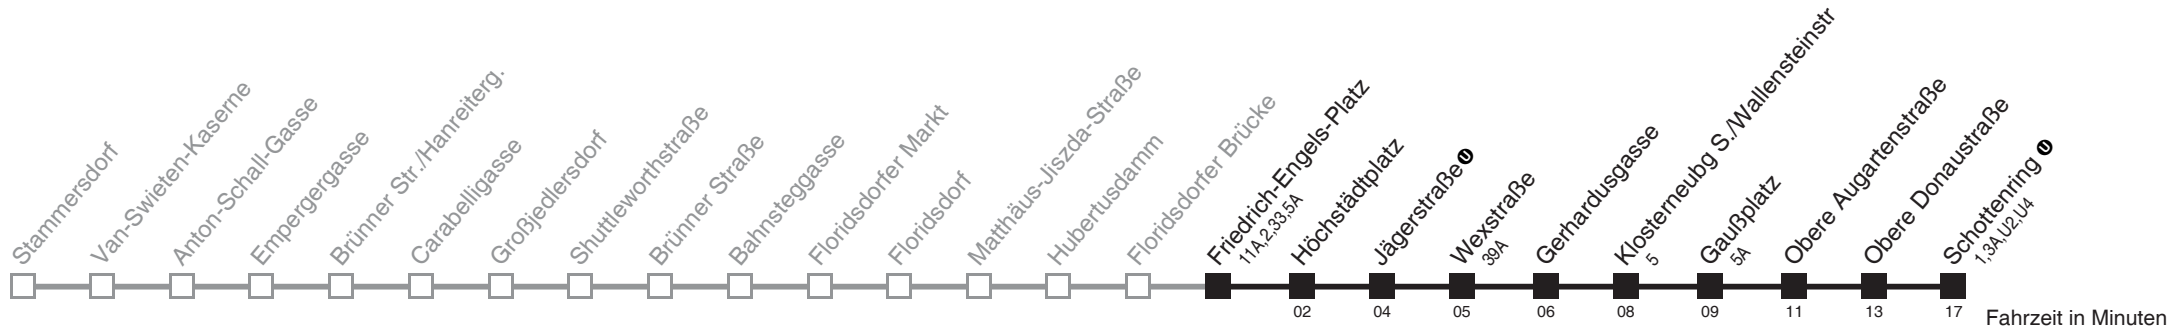 Stammersdorf
Van-Swieten-Kaserne
Anton-Schall-Gasse
Empergergasse
Brünner Str./Hanreiterg.
Carabelligasse
Großjedlersdorf
Shuttleworthstraße
Brünner Straße
Bahnsteggasse
Floridsdorfer Markt
Floridsdorf
Matthäus-Jiszda-Straße
Hubertusdamm
Floridsdorfer Brücke
Friedrich-Engels-Platz
11A,2,33,5A
Höchstädtplatz
Jägerstraße U
Wexstraße
39A
Gerhardusgasse
Klosterneubg S./Wallensteinstr
5
Gaußplatz
5A
Obere Augartenstraße
Obere Donaustraße
Schottenring U
1,3A,U2,U4
02 04 05 06 08 09 11 13 17 Fahrzeit in Minuten